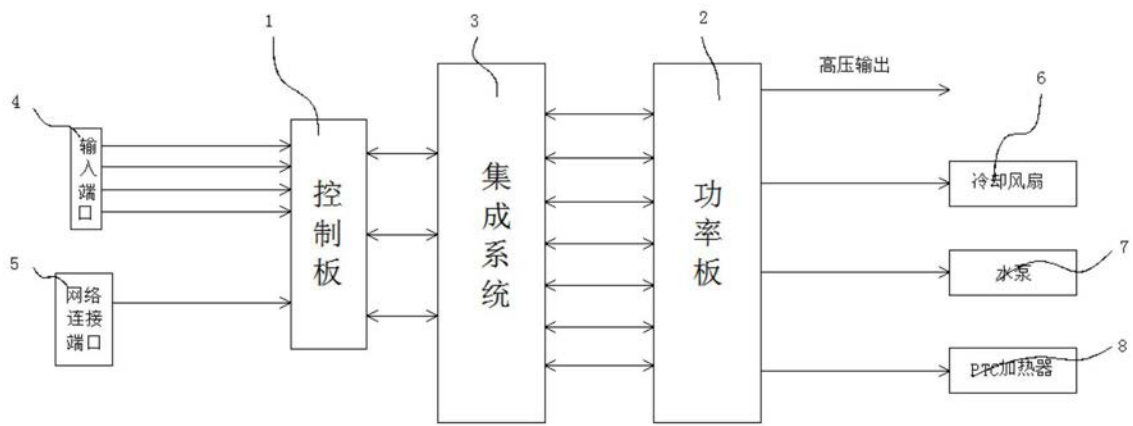 1
3
2
高压输出
6
4
输入端口
控制板
集成系统
功率板
冷却风扇
5
网络
连接
端口
7
水泵
8
PTC加热器